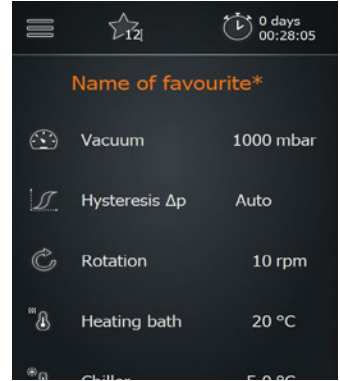 12
0 days
00:28:05
Name of favourite*
Vacuum 1000 mbar
Hysteresis Δp Auto
Rotation 10 rpm
Heating bath 20 °C
Chiller